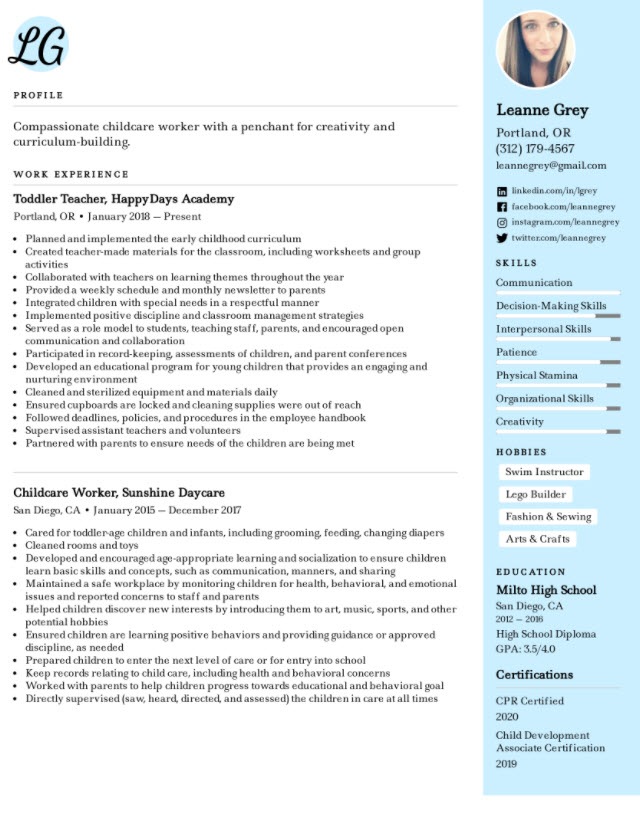 LG
PROFILE
Compassionate childcare worker with a penchant for creativity and
curriculum-building.
WORK EXPERIENCE
Toddler Teacher, HappyDays Academy
Portland, OR • January 2018 — Present
• Planned and implemented the early childhood curriculum
• Created teacher-made materials for the classroom, including worksheets and group
activities
• Collaborated with teachers on learning themes throughout the year
• Provided a weekly schedule and monthly newsletter to parents
• Integrated children with special needs in a respectful manner
• Implemented positive discipline and classroom management strategies
• Served as a role model to students, teaching staff, parents, and encouraged open
communication and collaboration
• Participated in record-keeping, assessments of children, and parent conferences
• Developed an educational program for young children that provides an engaging and
nurturing environment
• Cleaned and sterilized equipment and materials daily
• Ensured cupboards are locked and cleaning supplies were out of reach
• Followed deadlines, policies, and procedures in the employee handbook
• Supervised assistant teachers and volunteers
• Partnered with parents to ensure needs of the children are being met
Childcare Worker, Sunshine Daycare
San Diego, CA • January 2015 — December 2017
• Cared for toddler-age children and infants, including grooming, feeding, changing diapers
• Cleaned rooms and toys
• Developed and encouraged age-appropriate learning and socialization to ensure children
learn basic skills and concepts, such as communication, manners, and sharing
• Maintained a safe workplace by monitoring children for health, behavioral, and emotional
issues and reported concerns to staff and parents
• Helped children discover new interests by introducing them to art, music, sports, and other
potential hobbies
• Ensured children are learning positive behaviors and providing guidance or approved
discipline, as needed
• Prepared children to enter the next level of care or for entry into school
• Keep records relating to child care, including health and behavioral concerns
• Worked with parents to help children progress towards educational and behavioral goal
• Directly supervised (saw, heard, directed, and assessed) the children in care at all times
Leanne Grey
Portland, OR
(312) 179-4567
leannegrey@gmail.com
linkedin.com/in/lgrey
facebook.com/leannegrey
instagram.com/leannegrey
twitter.com/leannegrey
SKILLS
Communication
Decision-Making Skills
Interpersonal Skills
Patience
Physical Stamina
Organizational Skills
Creativity
HOBBIES
Swim Instructor
Lego Builder
Fashion & Sewing
Arts & Crafts
EDUCATION
Milto High School
San Diego, CA
2012 — 2016
High School Diploma
GPA: 3.5/4.0
Certifications
CPR Certified
2020
Child Development
Associate Certification
2019